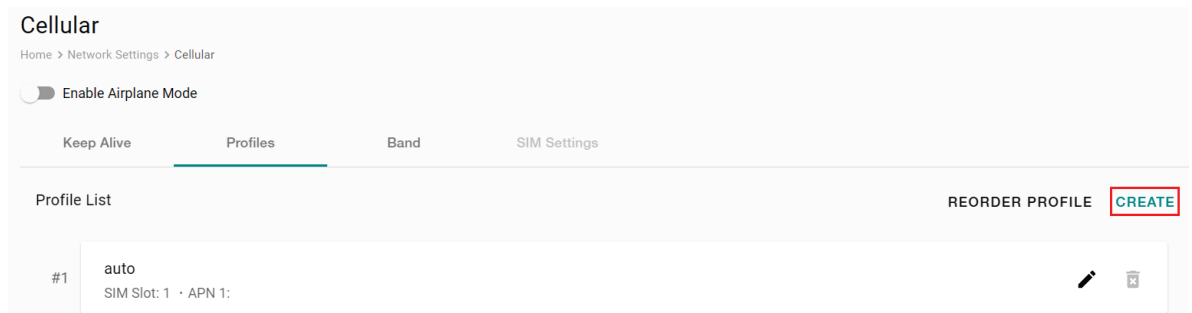 Cellular
Home > Network Settings > Cellular
Enable Airplane Mode
Keep Alive Profiles Band SIM Settings
Profile List REORDER PROFILE CREATE
#1 auto
SIM Slot: 1 · APN 1: